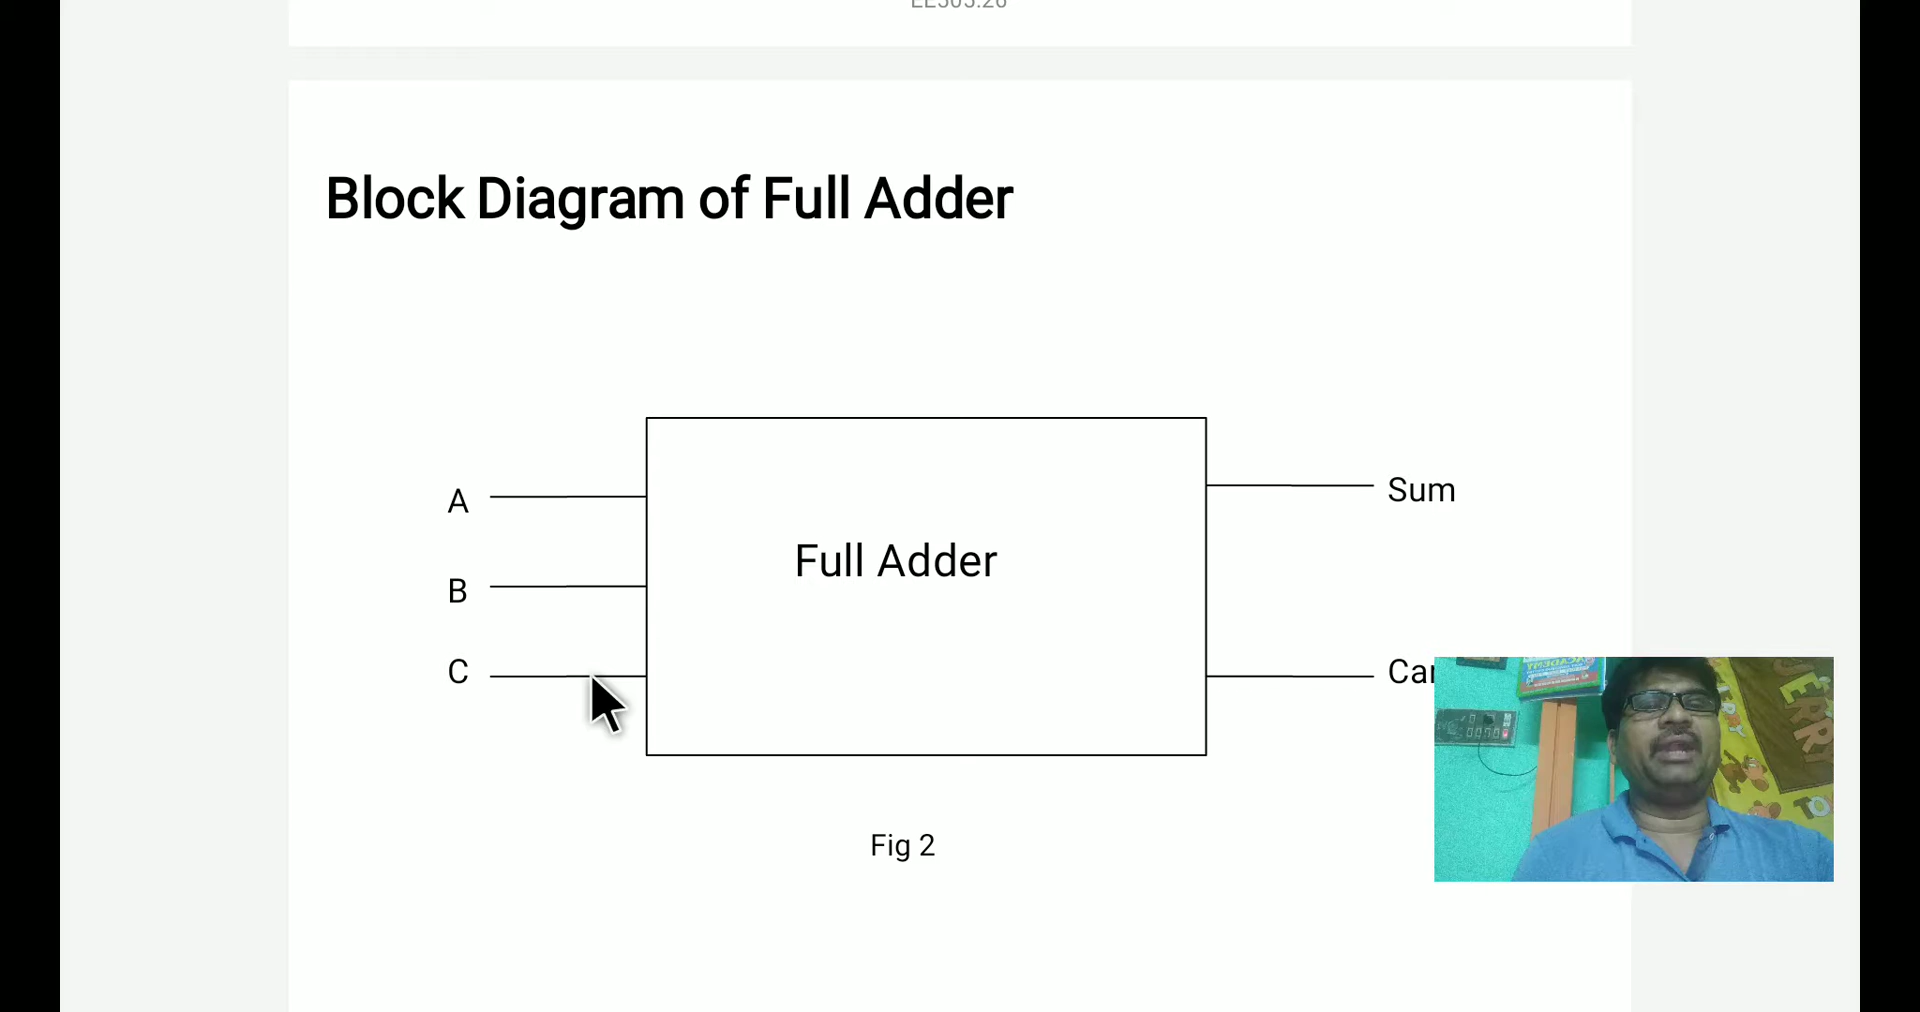 Block Diagram of Full Adder
A
Sum
Full Adder
B
C
Fig 2